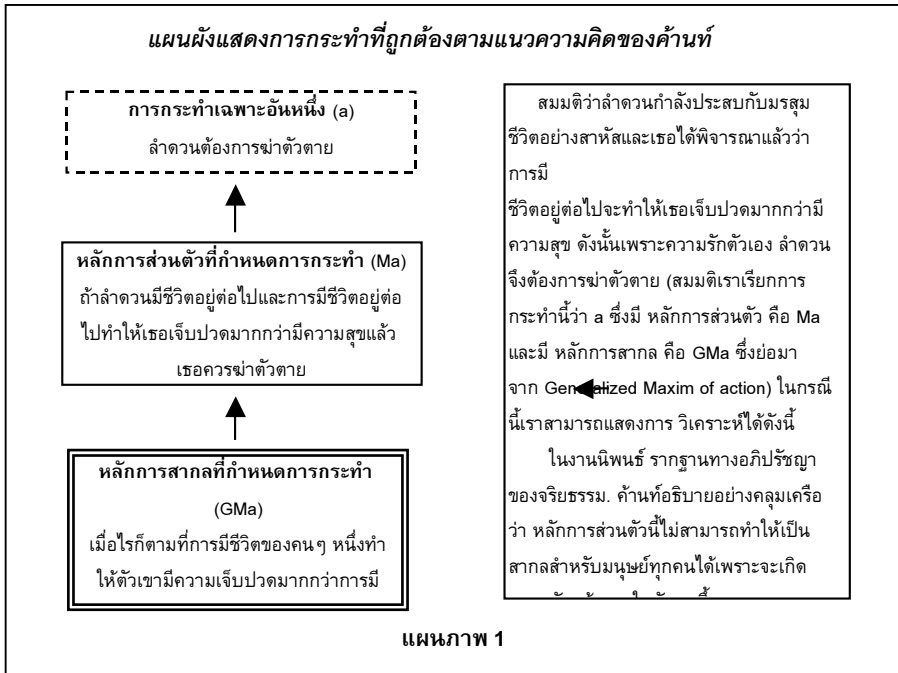 แผนผังแสดงการกระทำที่ถูกต้องตามแนวความคิดของค้านท์
การกระทำเฉพาะอันหนึ่ง (a)
ลำดวนต้องการฆ่าตัวตาย
หลักการส่วนตัวที่กำหนดการกระทำ (Ma)
ถ้าลำดวนมีชีวิตอยู่ต่อไปและการมีชีวิตอยู่ต่อ
ไปทำให้เธอเจ็บปวดมากกว่ามีความสุขแล้ว
เธอควรฆ่าตัวตาย
หลักการสากลที่กำหนดการกระทำ
(GMa)
เมื่อไรก็ตามที่การมีชีวิตของคนๆ หนึ่งทำ
ให้ตัวเขามีความเจ็บปวดมากกว่าการมี
สมมติว่าลำดวนกำลังประสบกับมรสุม
ชีวิตอย่างสาหัสและเธอได้พิจารณาแล้วว่า
การมี
ชีวิตอยู่ต่อไปจะทำให้เธอเจ็บปวดมากกว่ามี
ความสุข ดังนั้นเพราะความรักตัวเอง ลำดวน
จึงต้องการฆ่าตัวตาย (สมมติเราเรียกการ
กระทำนี้ว่า a ซึ่งมี หลักการส่วนตัว คือ Ma
และมี หลักการสากล คือ GMa ซึ่งย่อมา
จาก Generalized Maxim of action) ในกรณี
นี้เราสามารถแสดงการ วิเคราะห์ได้ดังนี้
ในงานนิพนธ์ รากฐานทางอภิปรัชญา
ของจริยธรรม. ค้านท์อธิบายอย่างคลุมเครือ
ว่า หลักการส่วนตัวนี้ไม่สามารถทำให้เป็น
สากลสำหรับมนุษย์ทุกคนได้เพราะจะเกิด
แผนภาพ 1